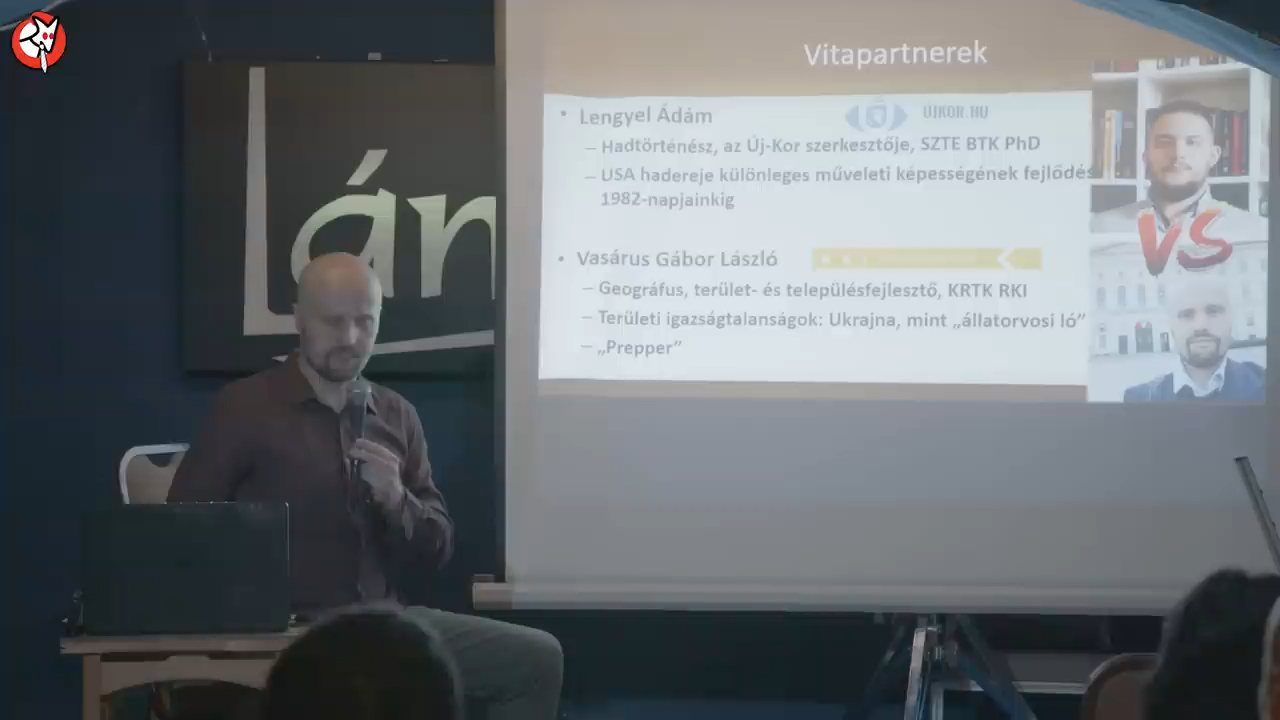 Vitapartnerek
• Lengyel Ádám
ÚJKOR.HU
– Hadtörténész, az Új-Kor szerkesztője, SZTE BTK PhD
– USA hadereje különleges műveleti képességének fejlődés
1982-napjainkig
VS
• Vasárus Gábor László
– Geográfus, terület- és településfejlesztő, KRTK RKI
– Területi igazságtalanságok: Ukrajna, mint „állatorvosi ló”
– „Prepper”
Lán